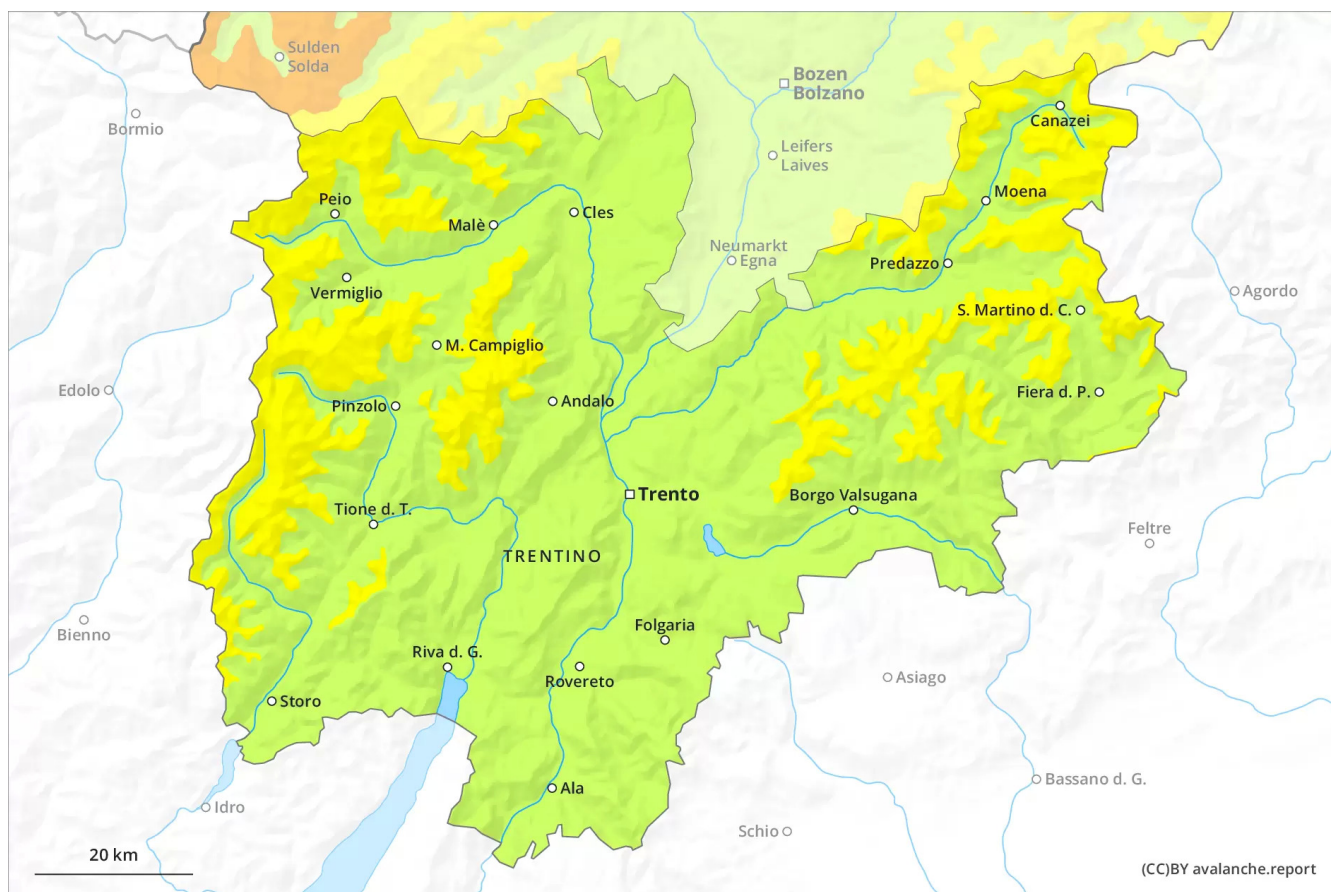 Sulden
Solda
Bozen
Bolzano
Bormio
Canazei
Leifers
Laives
Moena
Peio
Malè
Cles
Neumarkt
Egna
Predazzo
Vermiglio
Agordo
S. Martino d. C.
M. Campiglio
Edolo
Andalo
Pinzolo
Fiera d. P.
Trento
Borgo Valsugana
Tione d. T.
Feltre
TRENTINO
Bienno
Folgaria
Riva d. G.
Rovereto
Asiago
Storo
Bassano d. G.
Ala
Idro
Schio
20 km
(CC)BY avalanche.report